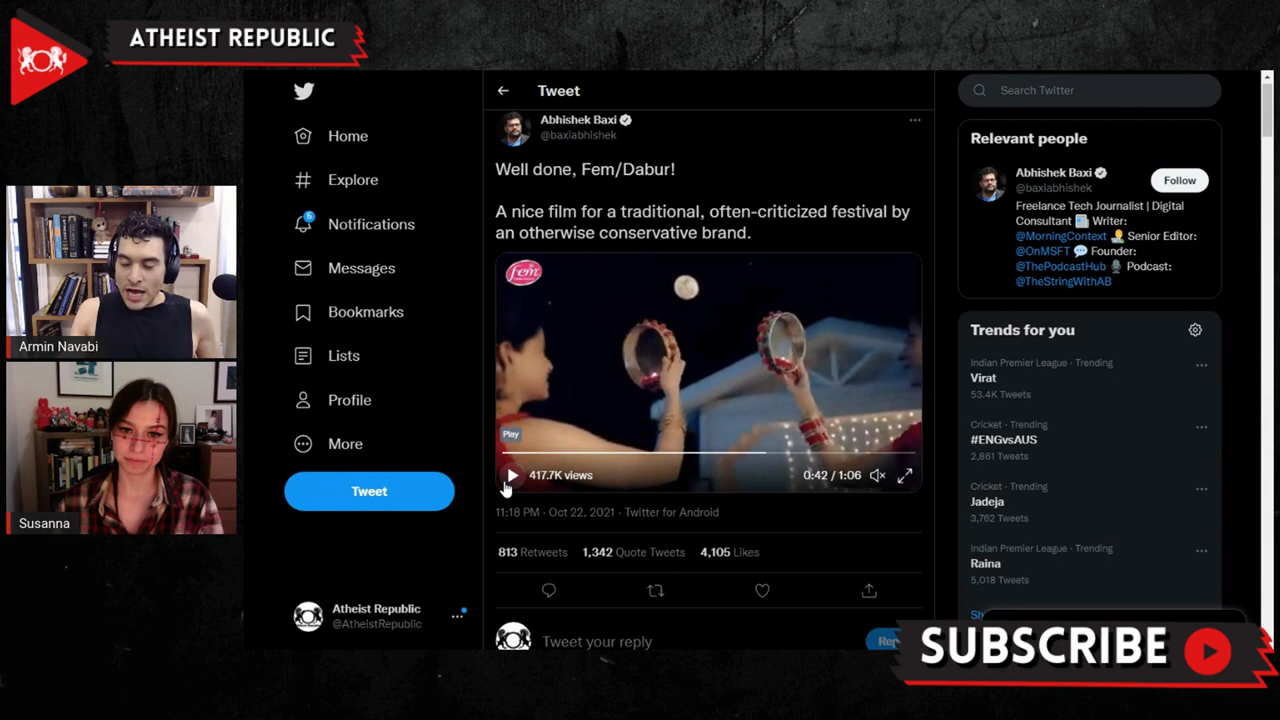 ATHEIST REPUBLIC
Armin Navabi
Susanna
Home
Explore
5
Notifications
Messages
Bookmarks
Lists
Profile
More
Tweet
Atheist Republic
@AtheistRepublic
Tweet
Abhishek Baxi
@baxiabhishek
Well done, Fem/Dabur!
A nice film for a traditional, often-criticized festival by
an otherwise conservative brand.
fem
Play
417.7K views
0:42 / 1:06
11:18 PM · Oct 22, 2021 · Twitter for Android
813 Retweets 1,342 Quote Tweets 4,105 Likes
Tweet your reply
Rep
Search Twitter
Relevant people
Abhishek Baxi
@baxiabhishek
Follow
Freelance Tech Journalist | Digital
Consultant Writer:
@MorningContext Senior Editor:
@OnMSFT Founder:
@ThePodcastHub Podcast:
@TheStringWithAB
Trends for you
Indian Premier League · Trending
Virat
53.4K Tweets
Cricket · Trending
#ENGvsAUS
2,861 Tweets
Cricket · Trending
Jadeja
3,762 Tweets
Indian Premier League · Trending
Raina
5,018 Tweets
Sh
SUBSCRIBE